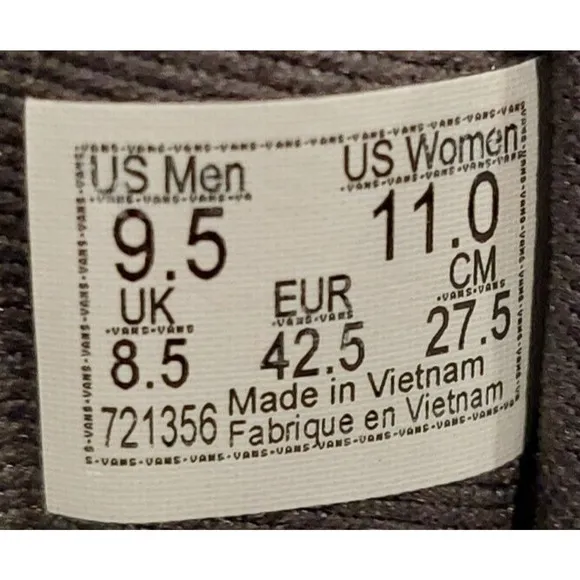 US Men US Women
9.5 11.0
UK EUR CM
8.5 42.5 27.5
721356 Made in Vietnam
Fabrique en Vietnam